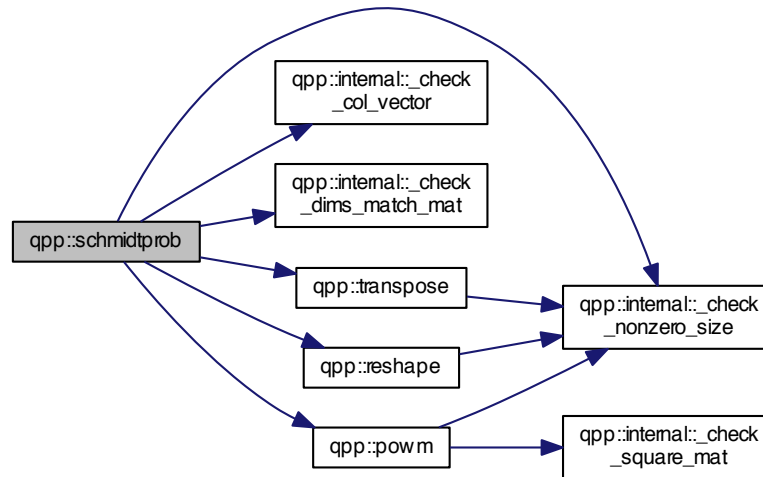 qpp::internal::_check
_col_vector
qpp::internal::_check
_dims_match_mat
qpp::schmidtprob
qpp::transpose
qpp::internal::_check
_nonzero_size
qpp::reshape
qpp::powm
qpp::internal::_check
_square_mat